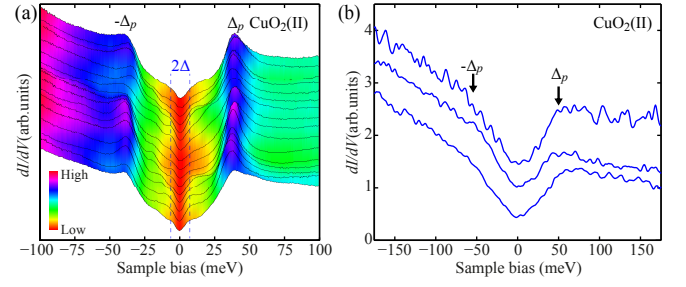 (a)
-Δp
Δp
CuO2(II)
2Δ
dI/dV(arb.units)
High
Low
−100
−75
−50
−25
0
25
50
75
100
Sample bias (meV)
(b)
CuO2(II)
4
3
2
1
0
-Δp
Δp
dI/dV(arb.units)
−150
−100
−50
0
50
100
150
Sample bias (meV)